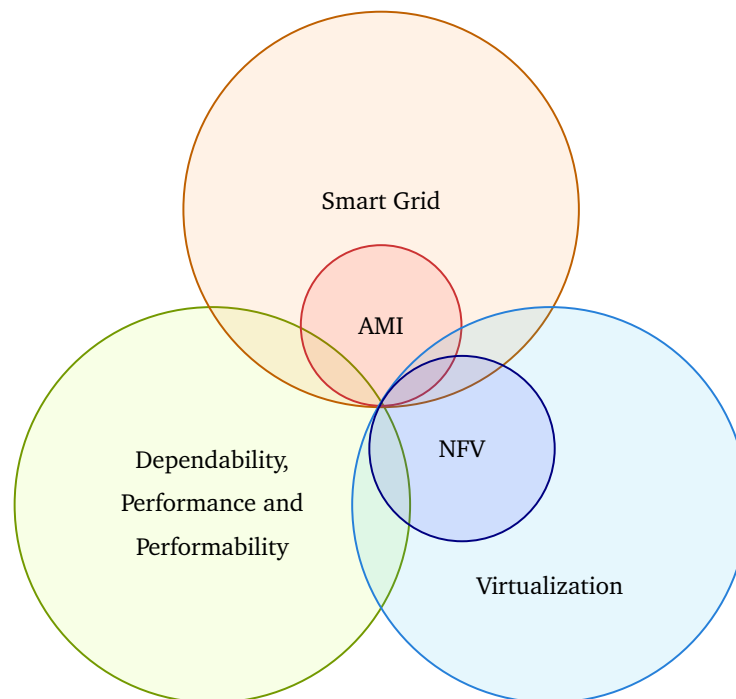 Smart Grid
AMI
NFV
Dependability,
Performance and
Performability
Virtualization